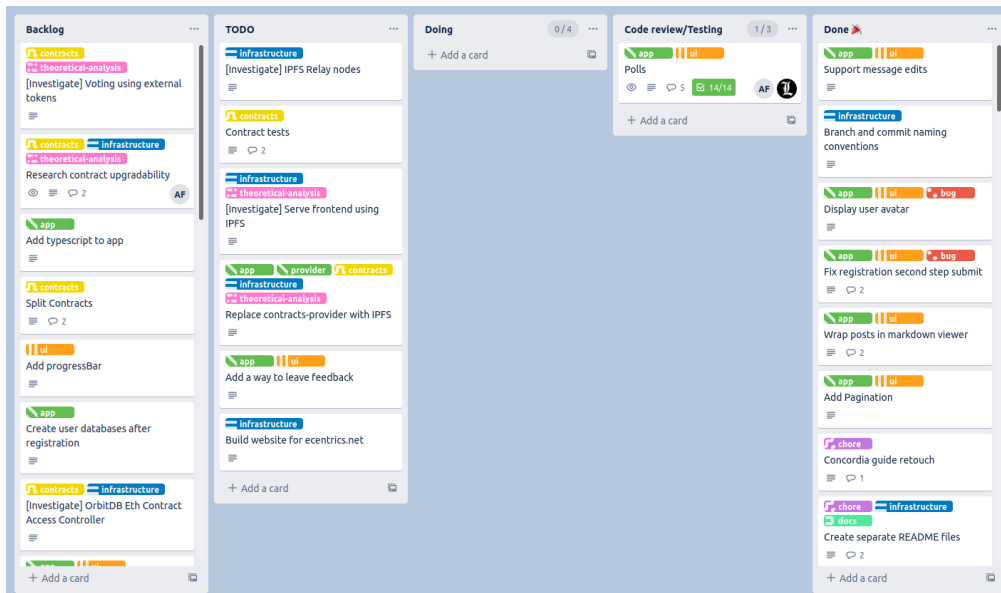 Backlog
contracts
theoretical-analysis
[Investigate] Voting using external
tokens
contracts infrastructure
theoretical-analysis
Research contract upgradability
2 AF
app
Add typescript to app
contracts
Split Contracts
2
ui
Add progressBar
app
Create user databases after
registration
contracts infrastructure
[Investigate] OrbitDB Eth Contract
Access Controller
+ Add a card
TODO
infrastructure
[Investigate] IPFS Relay nodes
contracts
Contract tests
2
infrastructure
theoretical-analysis
[Investigate] Serve frontend using
IPFS
app provider contracts
infrastructure
theoretical-analysis
Replace contracts-provider with IPFS
app ui
Add a way to leave feedback
infrastructure
Build website for ecentrics.net
+ Add a card
Doing 0/4
+ Add a card
Code review/Testing 1/3
app ui
Polls
5 14/14 AF L
+ Add a card
Done 🎉
app ui
Support message edits
infrastructure
Branch and commit naming
conventions
app ui bug
Display user avatar
app ui bug
Fix registration second step submit
2
app ui
Wrap posts in markdown viewer
2
app ui
Add Pagination
chore
Concordia guide retouch
1
chore infrastructure
docs
Create separate README files
2
+ Add a card